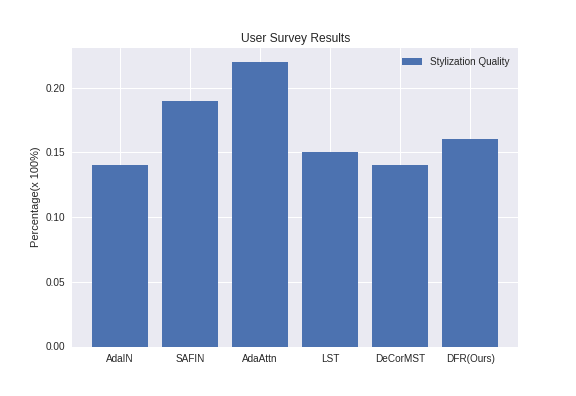 User Survey Results
Stylization Quality
Percentage(x 100%)
0.20
0.15
0.10
0.05
0.00
AdaIN SAFIN AdaAttn LST DeCorMST DFR(Ours)